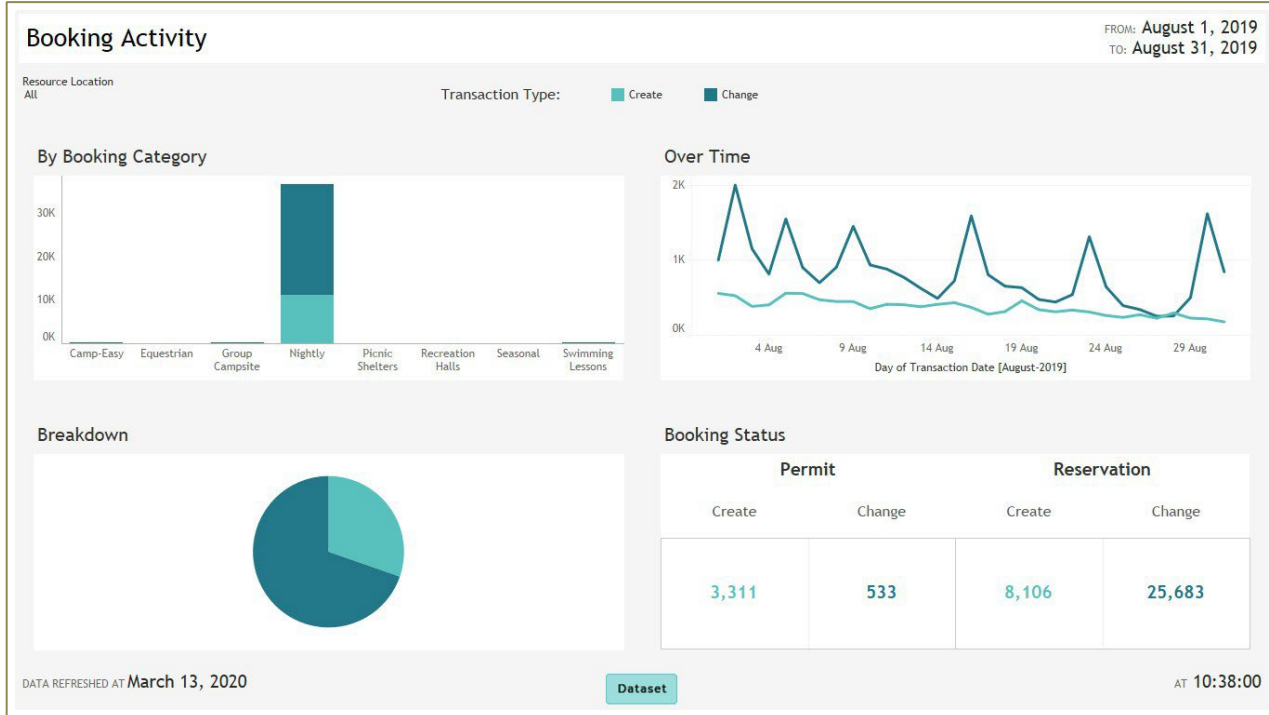 Booking Activity
FROM: August 1, 2019
TO: August 31, 2019
Resource Location
All
Transaction Type: Create Change
By Booking Category
30K
20K
10K
0K
Camp-Easy Equestrian Group Campsite Nightly Picnic Shelters Recreation Halls Seasonal Swimming Lessons
Over Time
2K
1K
0K
4 Aug 9 Aug 14 Aug 19 Aug 24 Aug 29 Aug
Day of Transaction Date [August-2019]
Breakdown
Booking Status
Permit Reservation
Create Change Create Change
3,311 533 8,106 25,683
DATA REFRESHED AT March 13, 2020
Dataset
AT 10:38:00